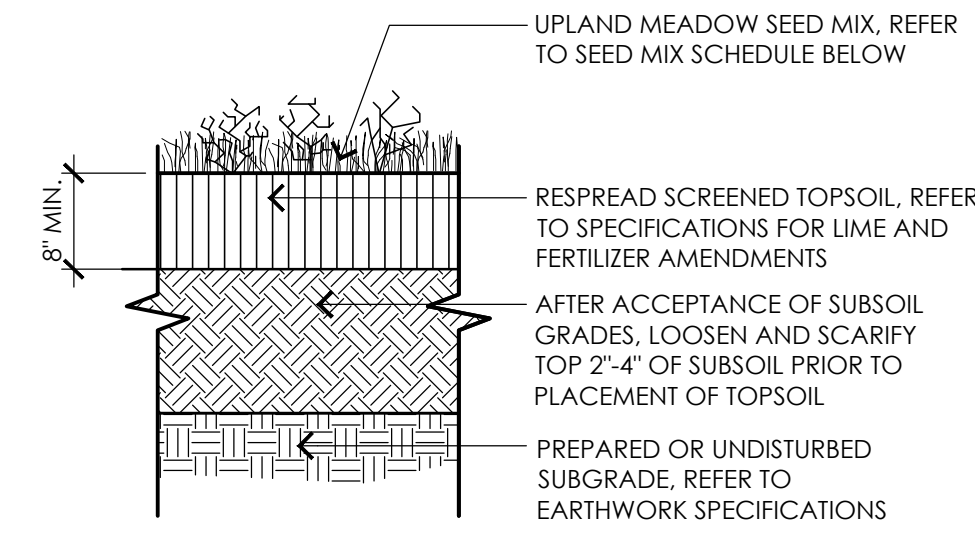 UPLAND MEADOW SEED MIX, REFER
TO SEED MIX SCHEDULE BELOW
8" MIN.
RESPREAD SCREENED TOPSOIL, REFER
TO SPECIFICATIONS FOR LIME AND
FERTILIZER AMENDMENTS
AFTER ACCEPTANCE OF SUBSOIL
GRADES, LOOSEN AND SCARIFY
TOP 2"-4" OF SUBSOIL PRIOR TO
PLACEMENT OF TOPSOIL
PREPARED OR UNDISTURBED
SUBGRADE, REFER TO
EARTHWORK SPECIFICATIONS